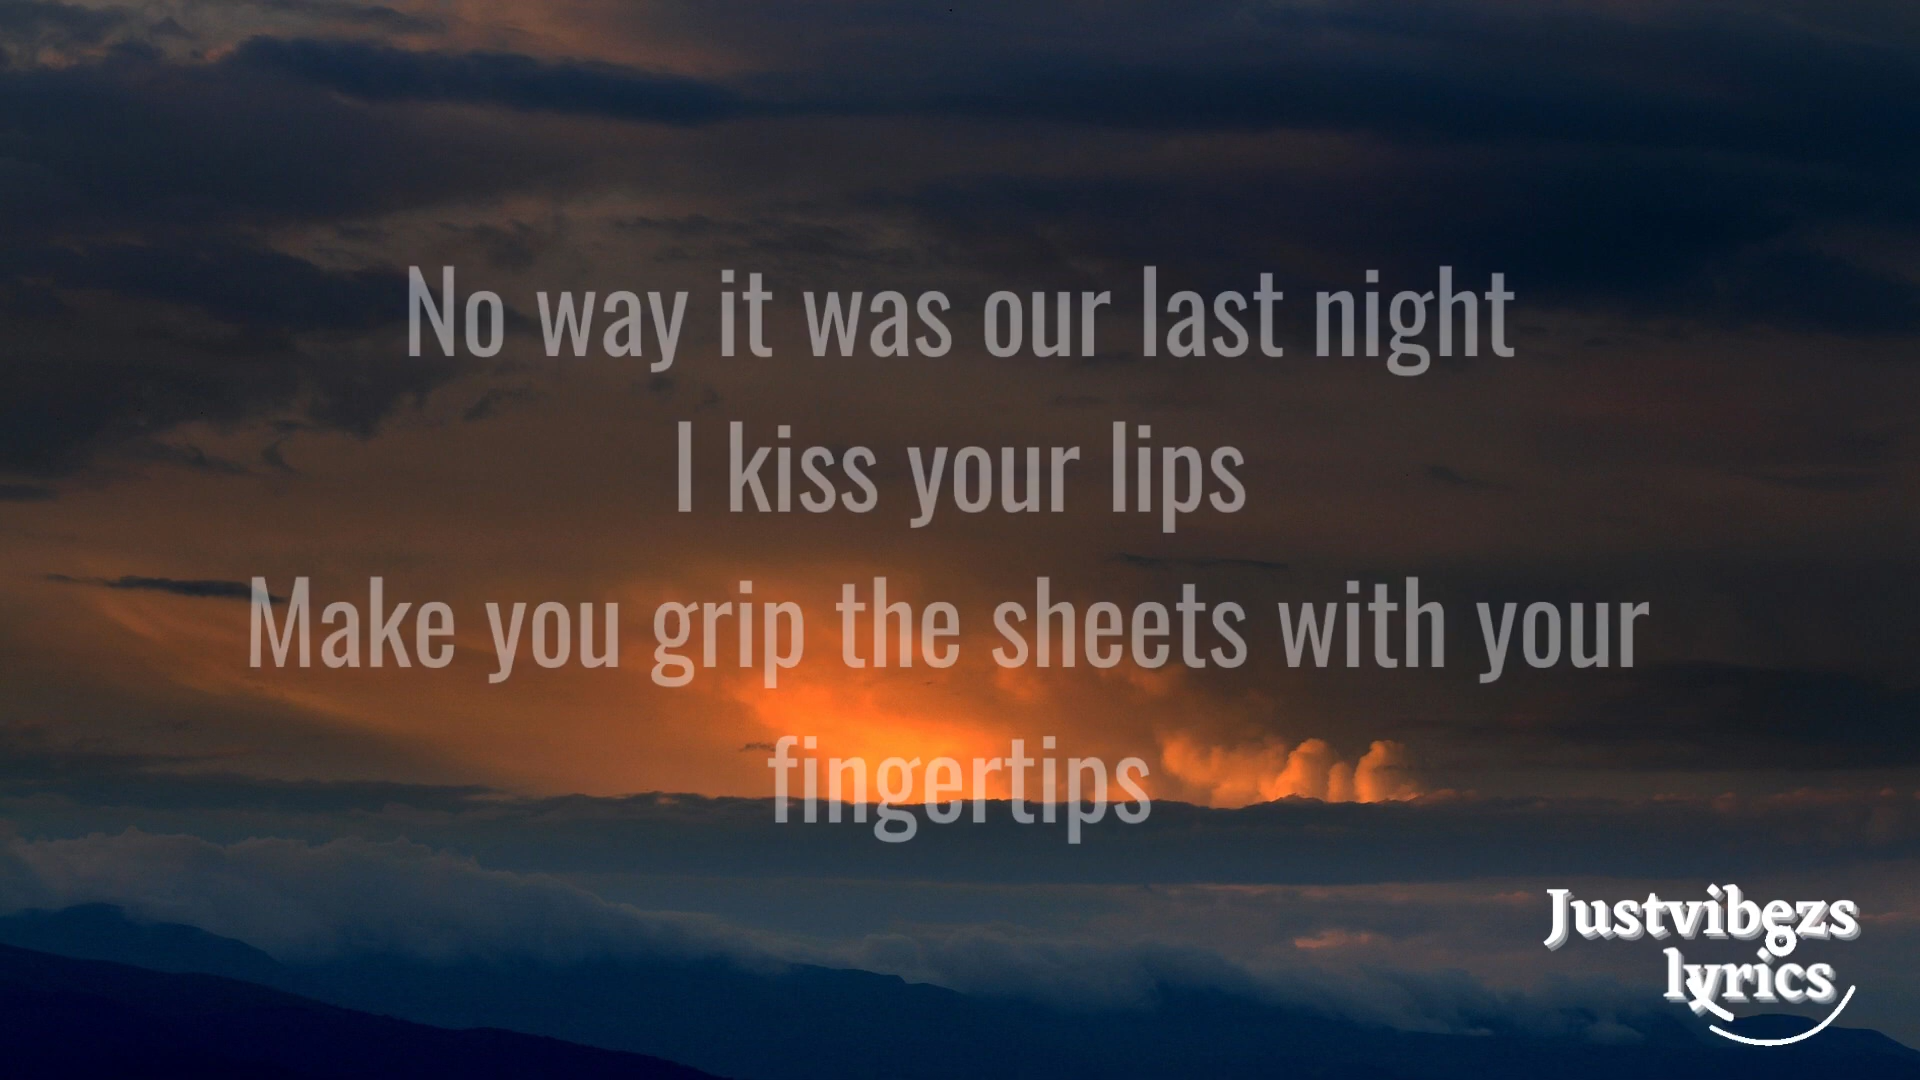 No way it was our last night
I kiss your lips
Make you grip the sheets with your
fingertips
Justvibezs
lyrics